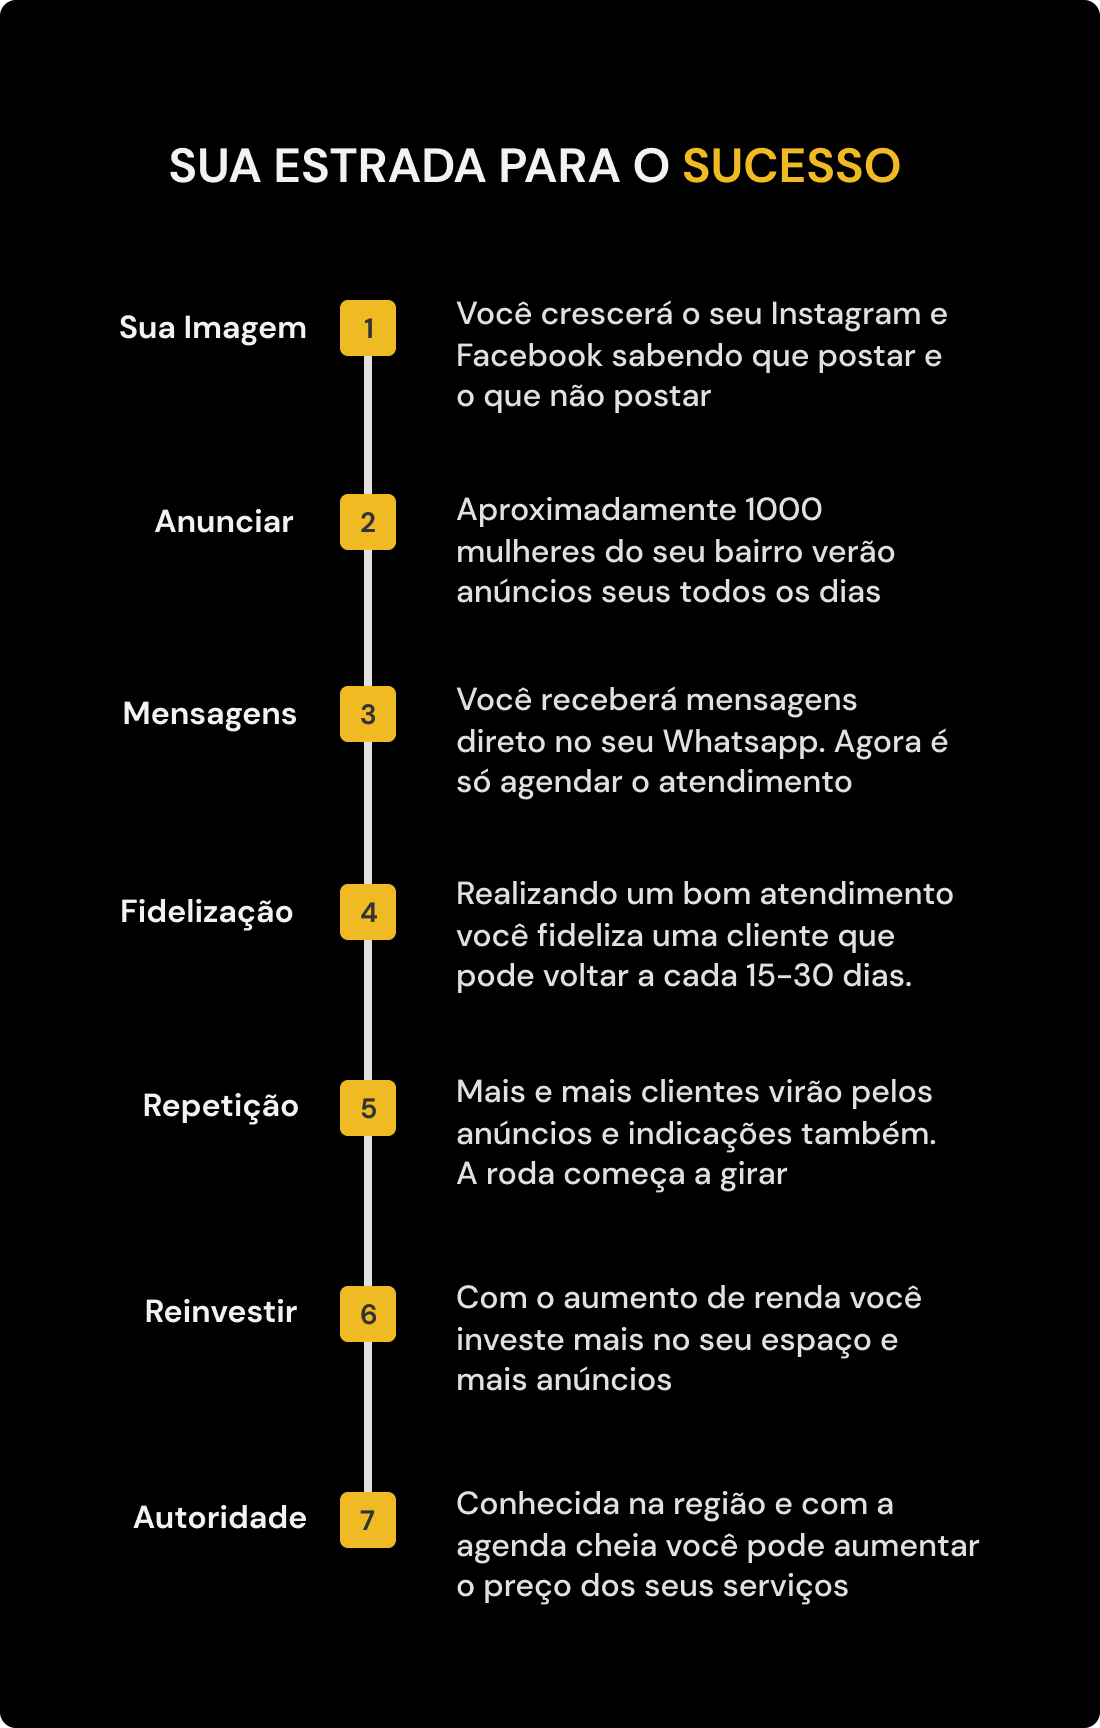 SUA ESTRADA PARA O SUCESSO
Sua Imagem
1
Você crescerá o seu Instagram e
Facebook sabendo que postar e
o que não postar
Anunciar
2
Aproximadamente 1000
mulheres do seu bairro verão
anúncios seus todos os dias
Mensagens
3
Você receberá mensagens
direto no seu Whatsapp. Agora é
só agendar o atendimento
Fidelização
4
Realizando um bom atendimento
você fideliza uma cliente que
pode voltar a cada 15-30 dias.
Repetição
5
Mais e mais clientes virão pelos
anúncios e indicações também.
A roda começa a girar
Reinvestir
6
Com o aumento de renda você
investe mais no seu espaço e
mais anúncios
Autoridade
7
Conhecida na região e com a
agenda cheia você pode aumentar
o preço dos seus serviços